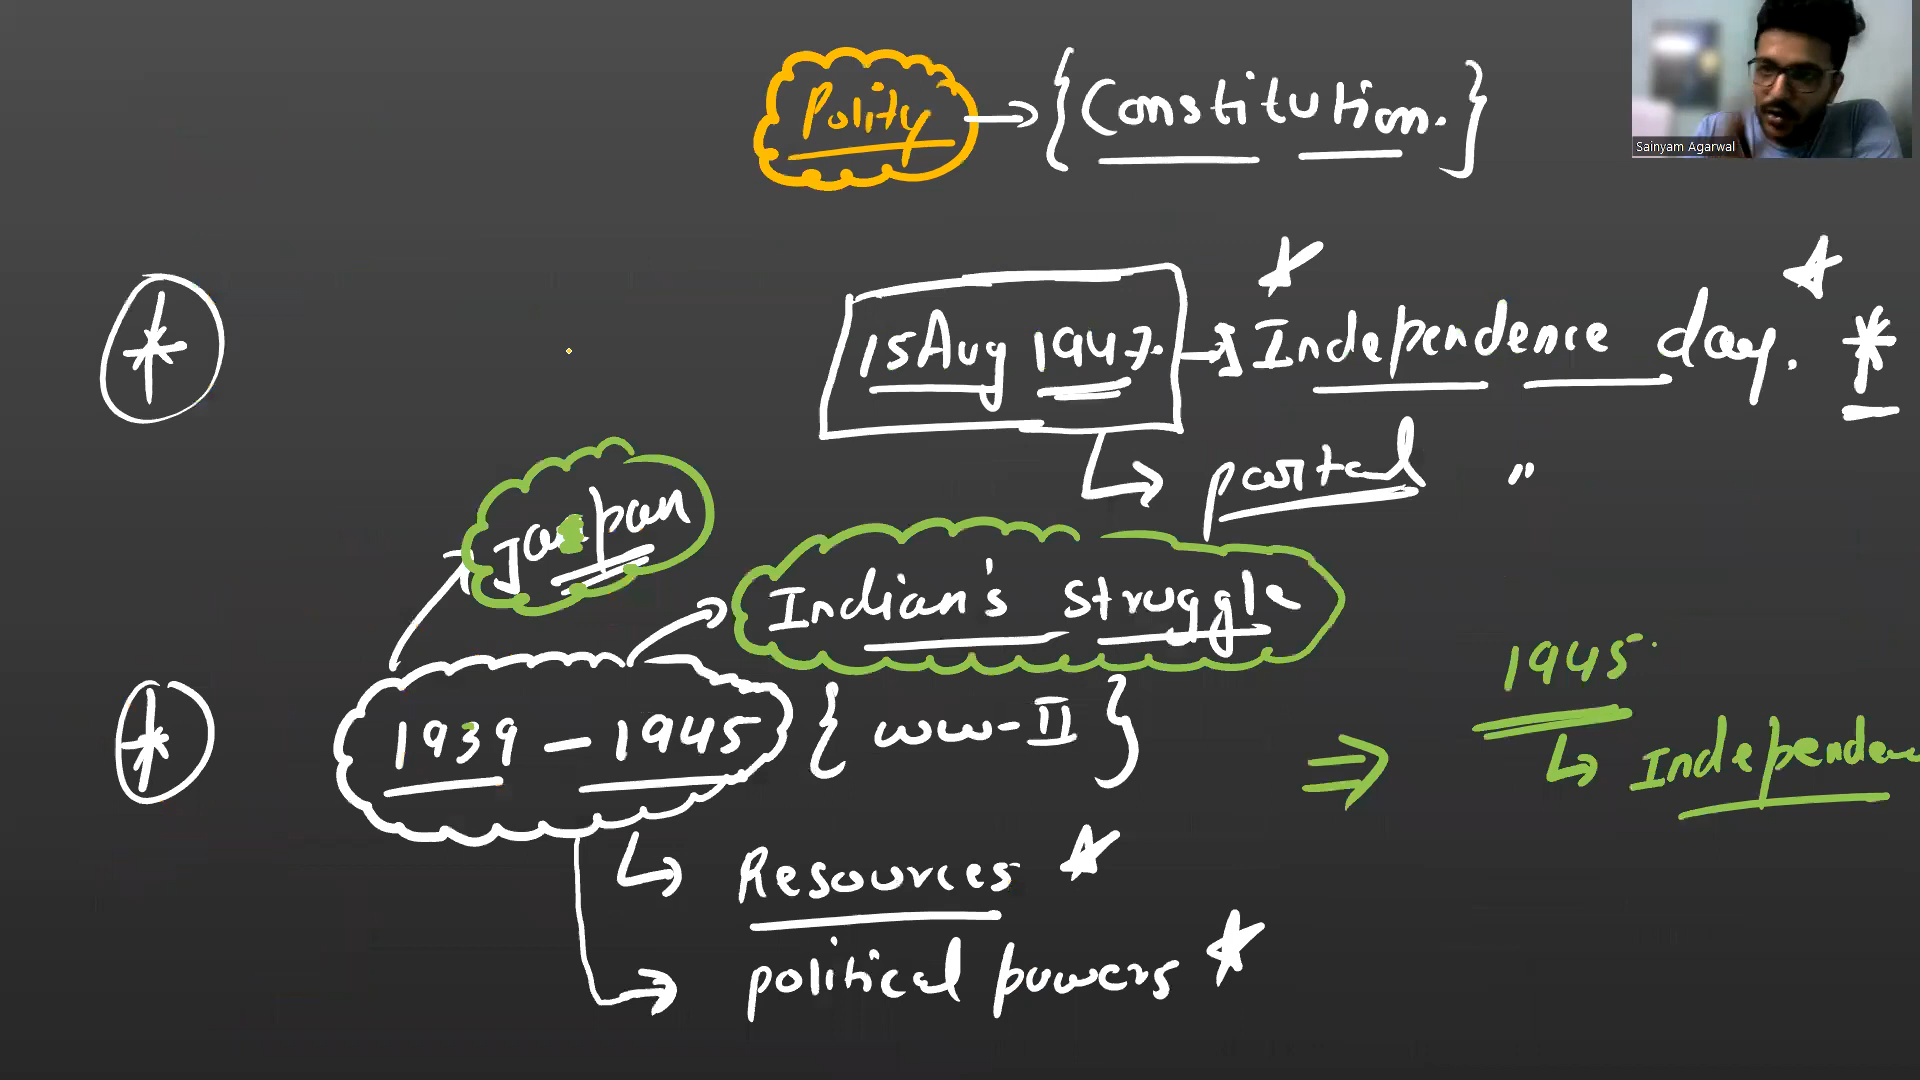 Polity → {Constitution.}
Sainyam Agarwal
15 Aug 1947. → Independence day.
partal "
Japan
Indian's struggle
1939 - 1945 {WW-II} ⇒ 1945.
Independen
Resources
political powers